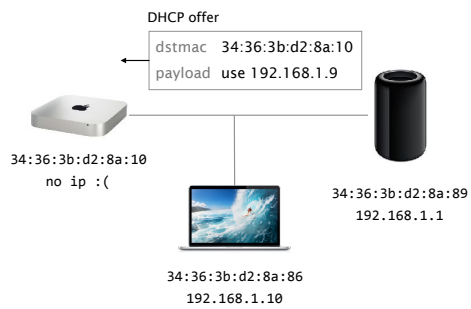 DHCP offer
dstmac 34:36:3b:d2:8a:10
payload use 192.168.1.9
34:36:3b:d2:8a:10
no ip :(
34:36:3b:d2:8a:89
192.168.1.1
34:36:3b:d2:8a:86
192.168.1.10